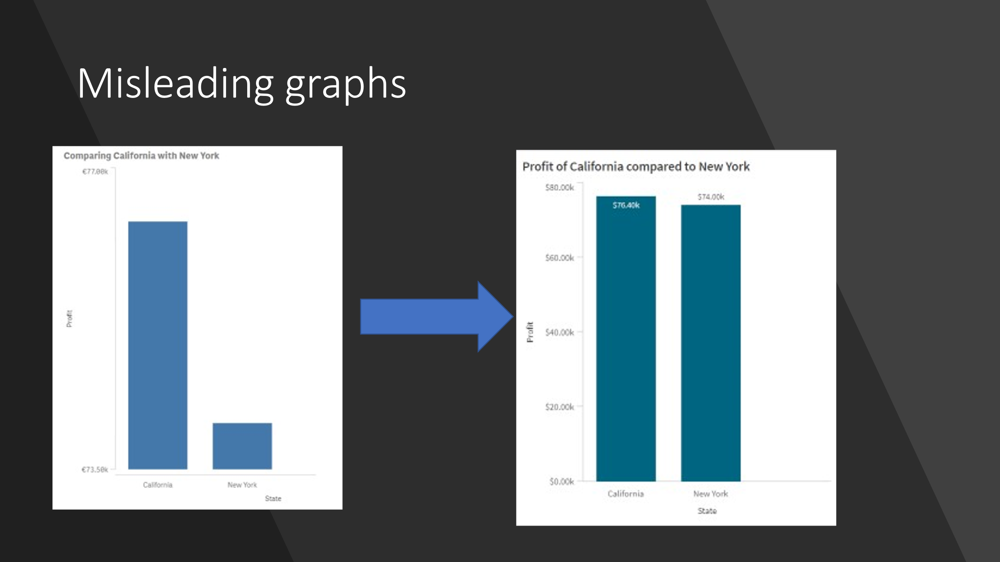 Misleading graphs
Comparing California with New York
€77.00k
Profit
€73.50k
California
New York
State
Profit of California compared to New York
$80.00k
$76.40k
$74.00k
$60.00k
Profit
$40.00k
$20.00k
$0.00k
California
New York
State